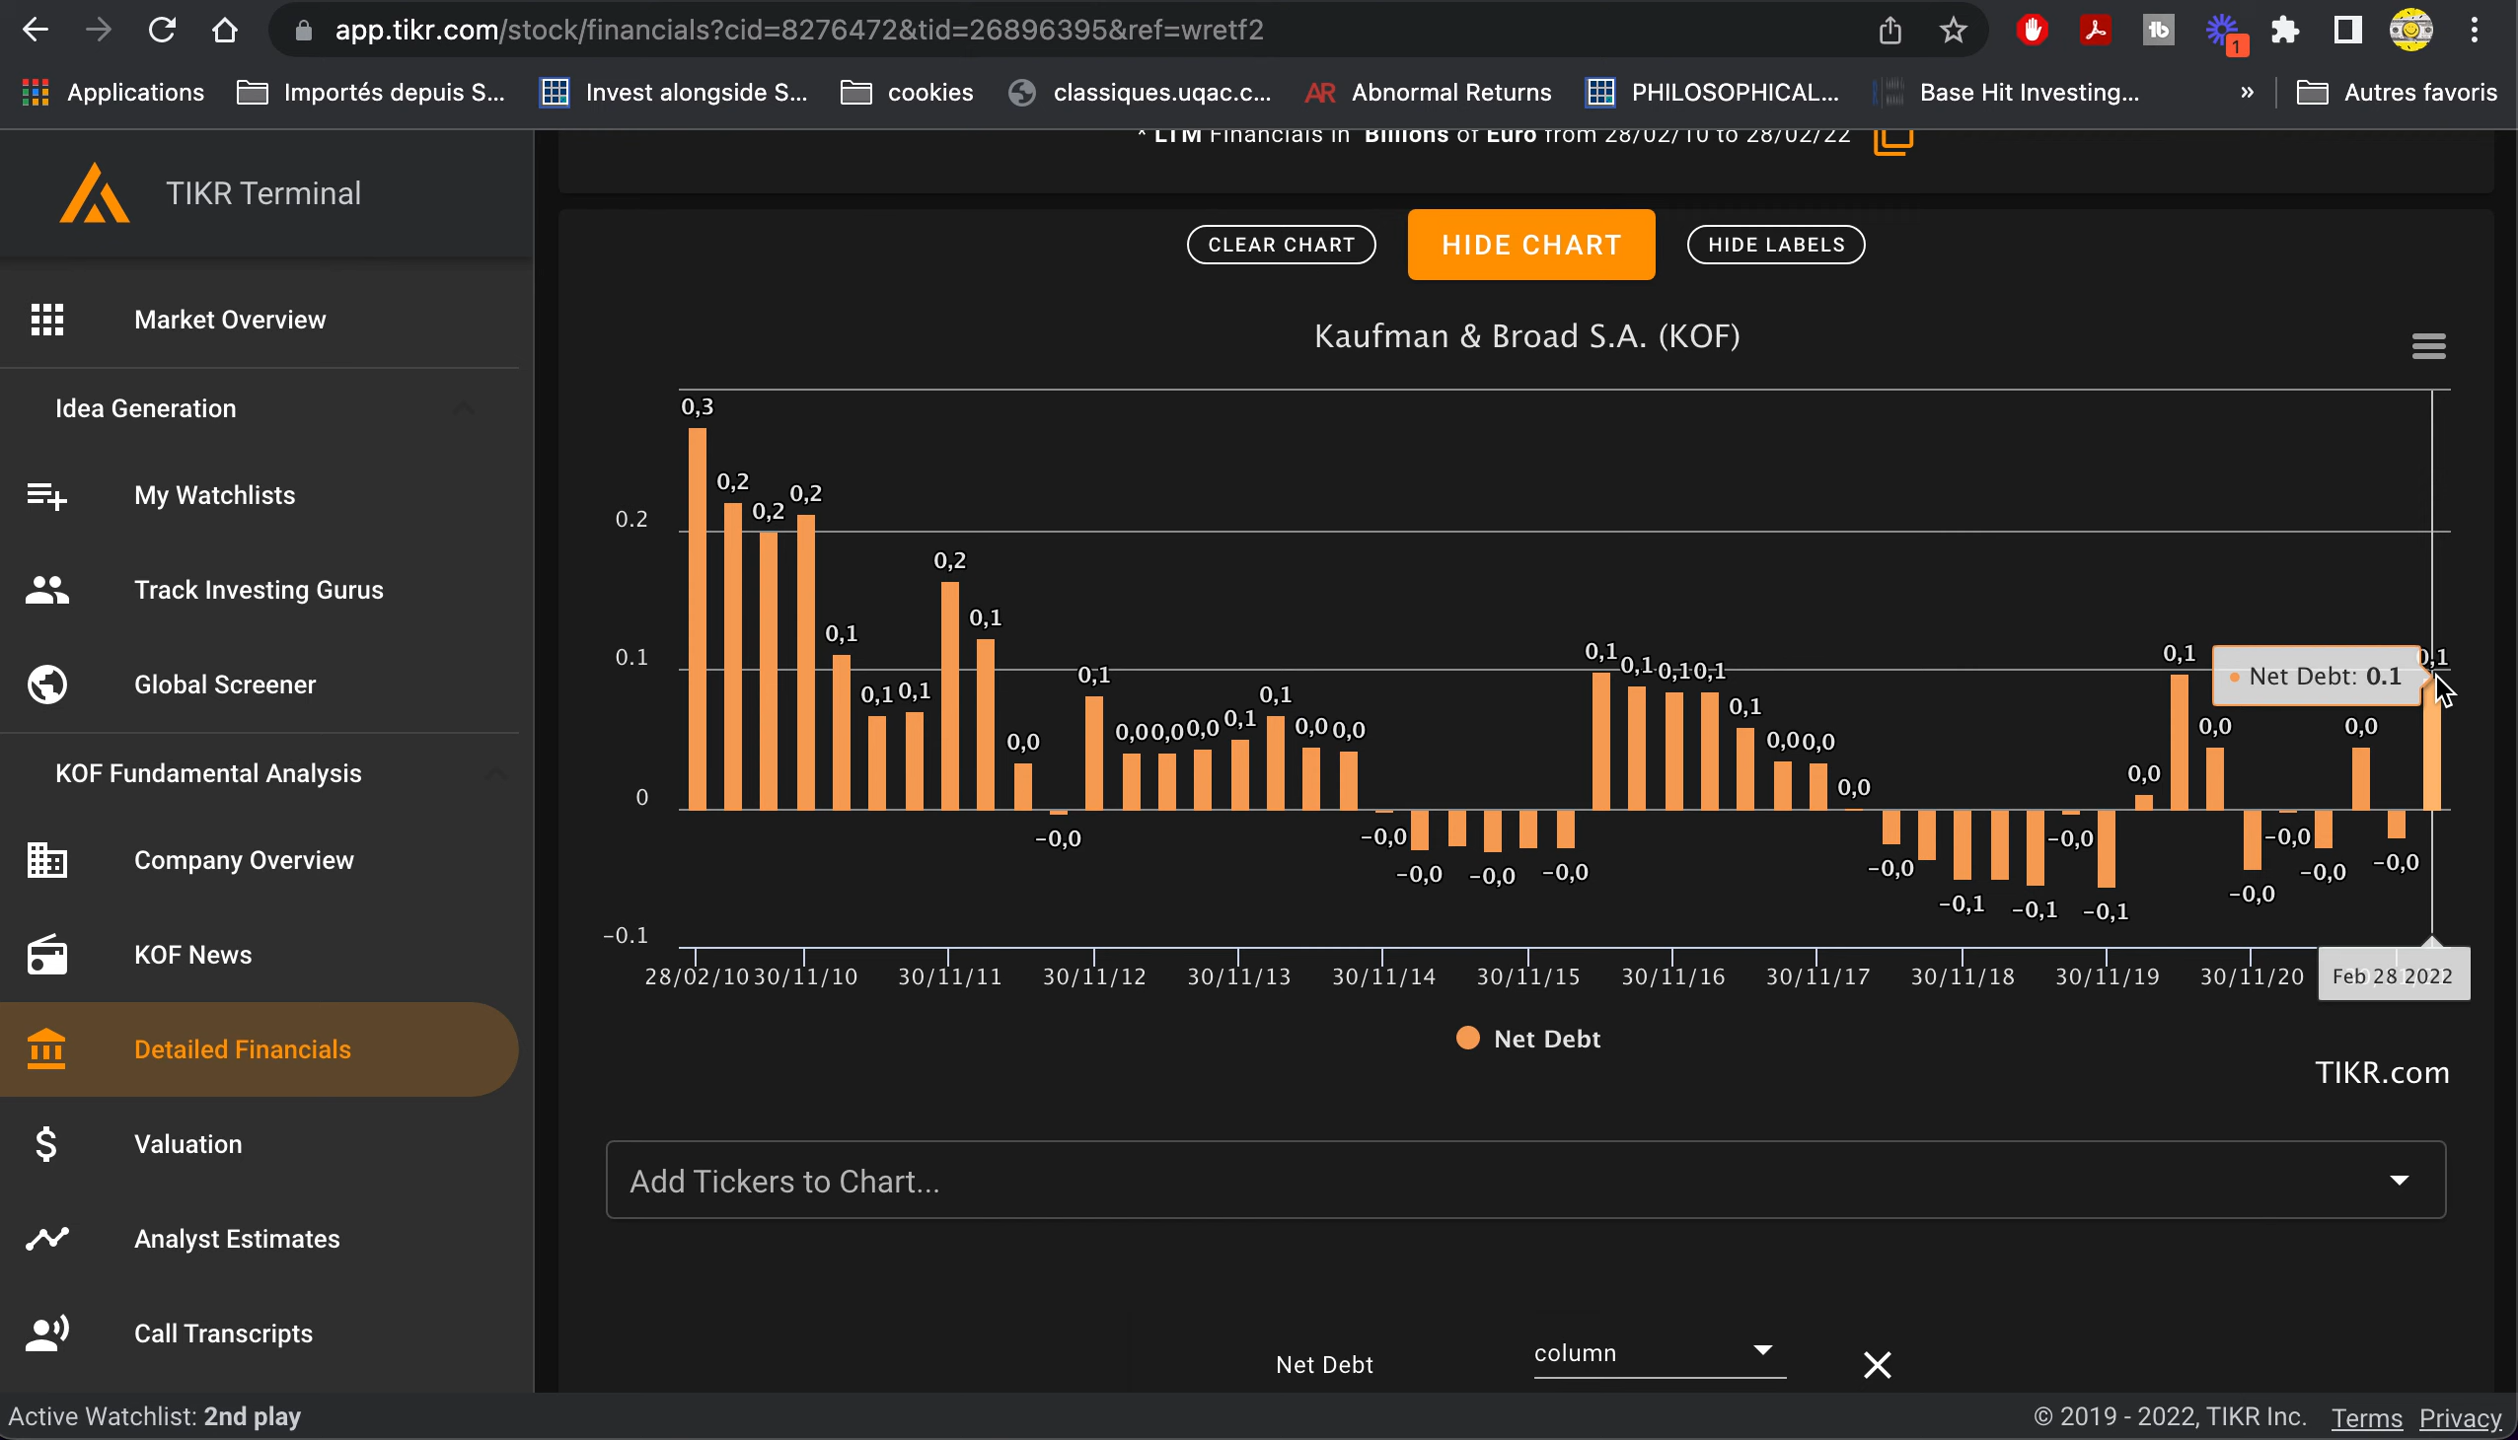 app.tikr.com/stock/financials?cid=8276472&tid=26896395&ref=wretf2
1
Applications
Importés depuis S...
Invest alongside S...
cookies
classiques.uqac.c...
AR Abnormal Returns
PHILOSOPHICAL...
Base Hit Investing...
»
Autres favoris
TIKR Terminal
Market Overview
Idea Generation
My Watchlists
Track Investing Gurus
Global Screener
KOF Fundamental Analysis
Company Overview
KOF News
Detailed Financials
Valuation
Analyst Estimates
Call Transcripts
* LTM Financials in Billions of Euro from 28/02/10 to 28/02/22
CLEAR CHART
HIDE CHART
HIDE LABELS
Kaufman & Broad S.A. (KOF)
0.2
0.1
0
-0.1
0,3
0,2
0,2
0,2
0,1
0,1
0,1
0,2
0,1
0,0
-0,0
0,1
0,0
0,0
0,0
0,1
0,1
0,0
0,0
-0,0
-0,0
-0,0
-0,0
0,1
0,1
0,1
0,1
0,1
0,0
0,0
0,0
-0,0
-0,1
-0,1
-0,0
-0,1
0,0
0,1
0,0
-0,0
-0,0
-0,0
0,0
-0,0
0,1
Net Debt: 0.1
28/02/10
30/11/10
30/11/11
30/11/12
30/11/13
30/11/14
30/11/15
30/11/16
30/11/17
30/11/18
30/11/19
30/11/20
Feb 28 2022
Net Debt
TIKR.com
Add Tickers to Chart...
Net Debt
column
Active Watchlist: 2nd play
© 2019 - 2022, TIKR Inc.
Terms
Privacy